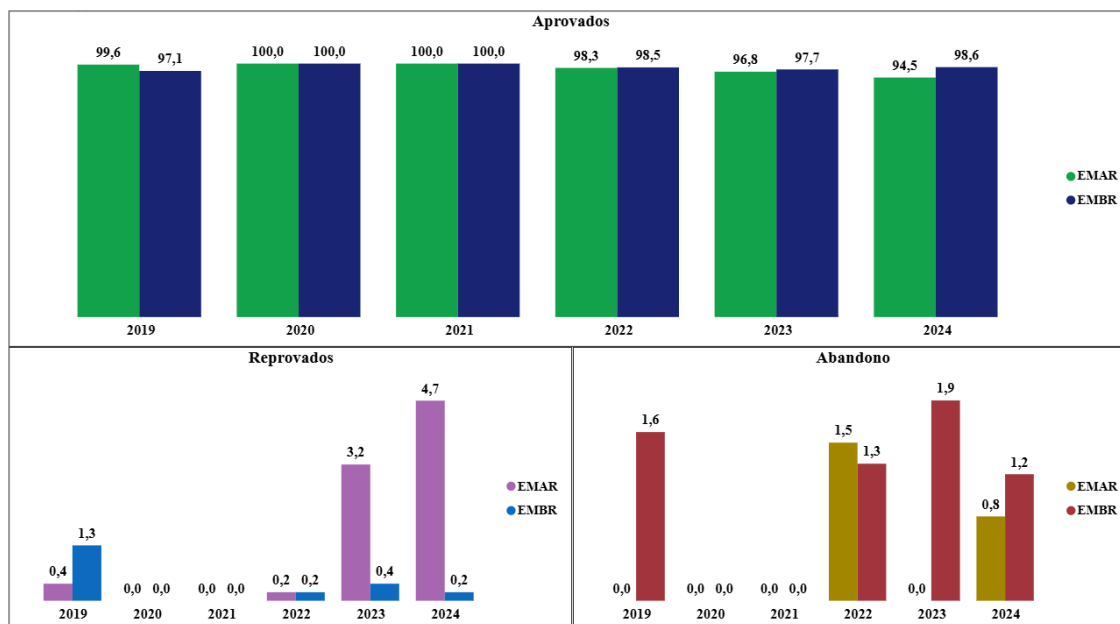 Aprovados
99,6 97,1 100,0 100,0 100,0 100,0 98,3 98,5 96,8 97,7 94,5 98,6
EMAR
EMBR
2019 2020 2021 2022 2023 2024
Reprovados
0,4 1,3 0,0 0,0 0,0 0,0 0,2 0,2 3,2 0,4 4,7 0,2
EMAR
EMBR
2019 2020 2021 2022 2023 2024
Abandono
0,0 1,6 0,0 0,0 0,0 0,0 1,5 1,3 0,0 1,9 0,8 1,2
EMAR
EMBR
2019 2020 2021 2022 2023 2024